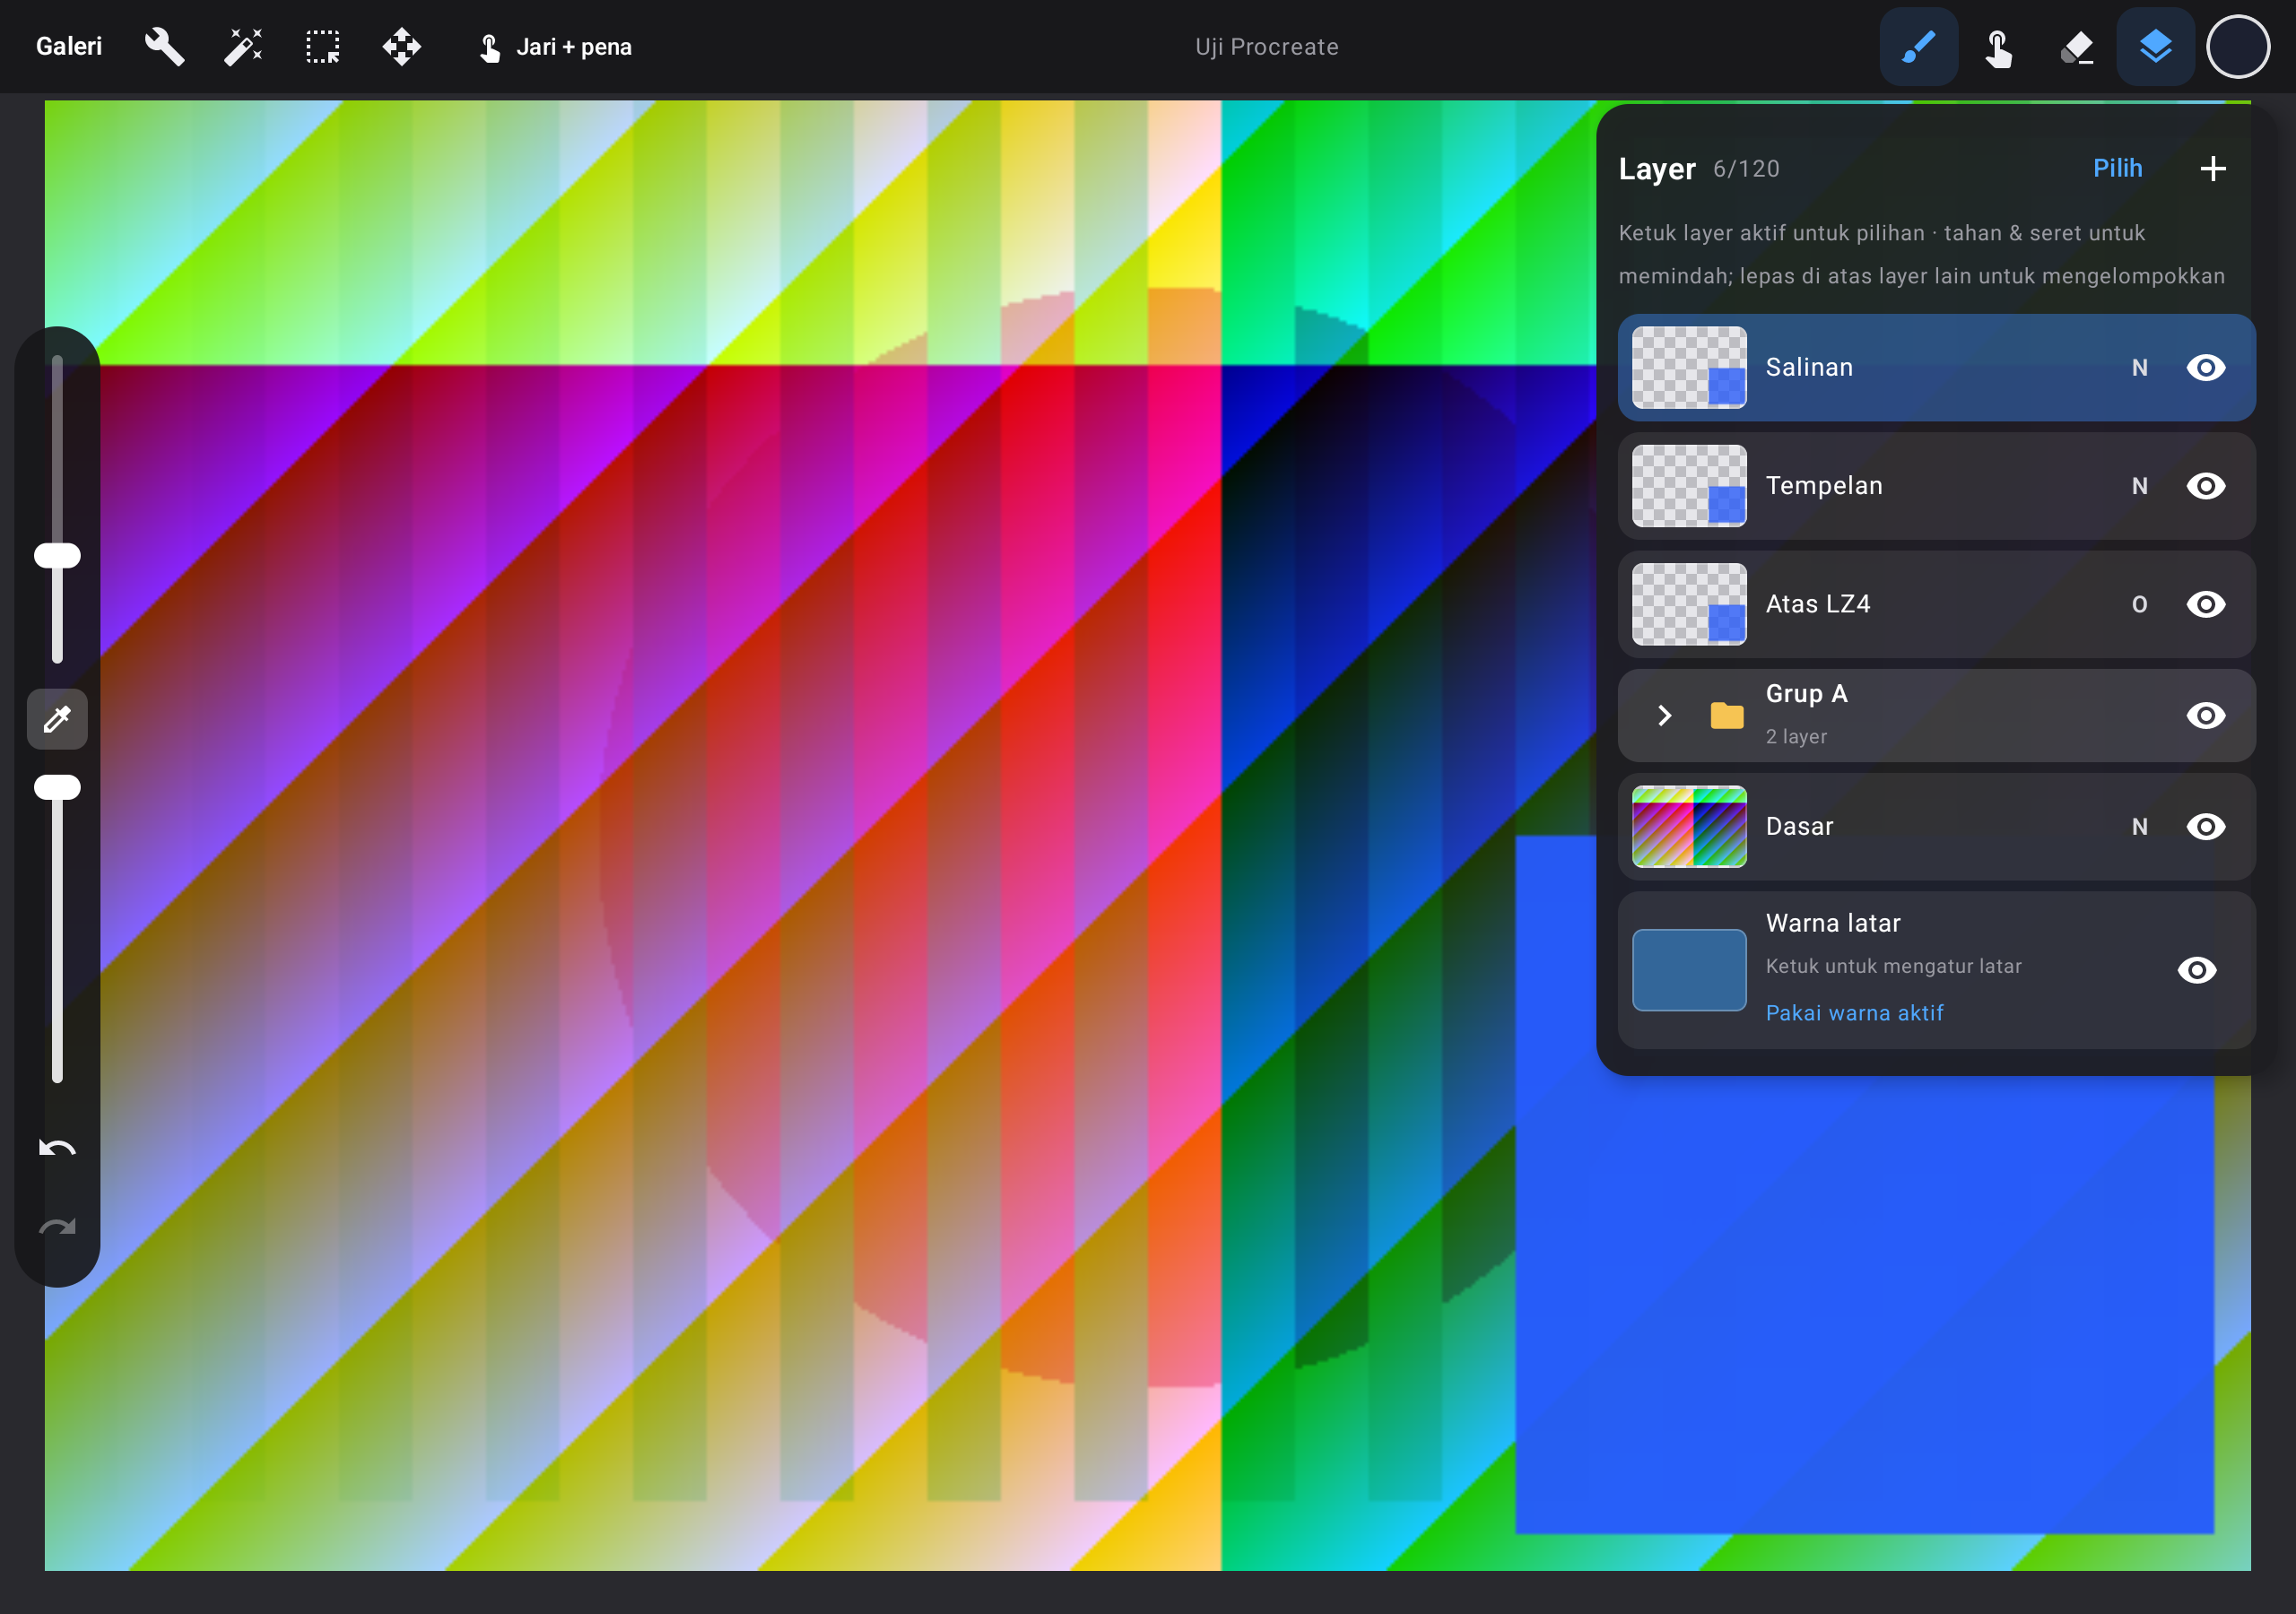 Galeri
Jari + pena
Uji Procreate
Layer 6/120
Pilih
Ketuk layer aktif untuk pilihan · tahan & seret untuk
memindah; lepas di atas layer lain untuk mengelompokkan
Salinan N
Tempelan N
Atas LZ4 O
Grup A
2 layer
Dasar N
Warna latar
Ketuk untuk mengatur latar
Pakai warna aktif